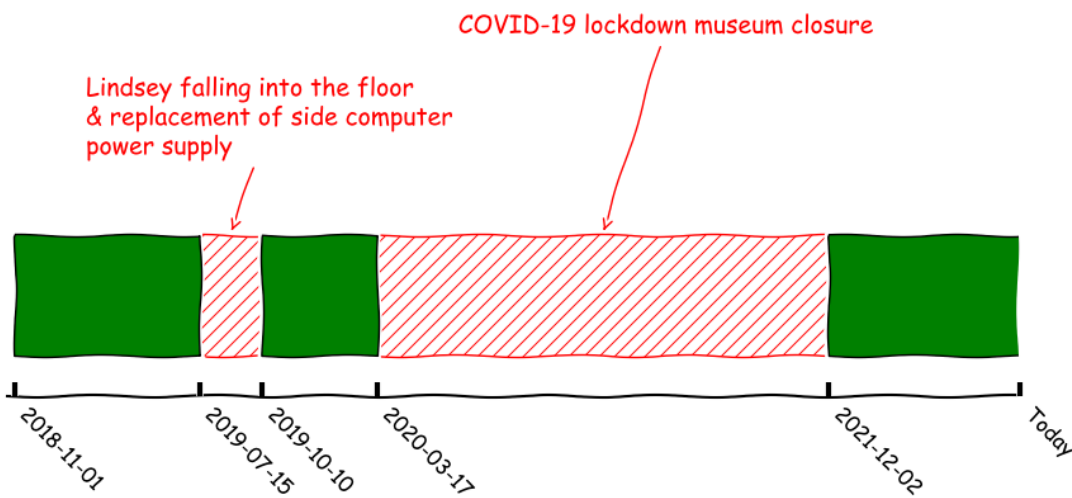 COVID-19 lockdown museum closure
Lindsey falling into the floor
& replacement of side computer
power supply
2018-11-01
2019-07-15
2019-10-10
2020-03-17
2021-12-02
Today